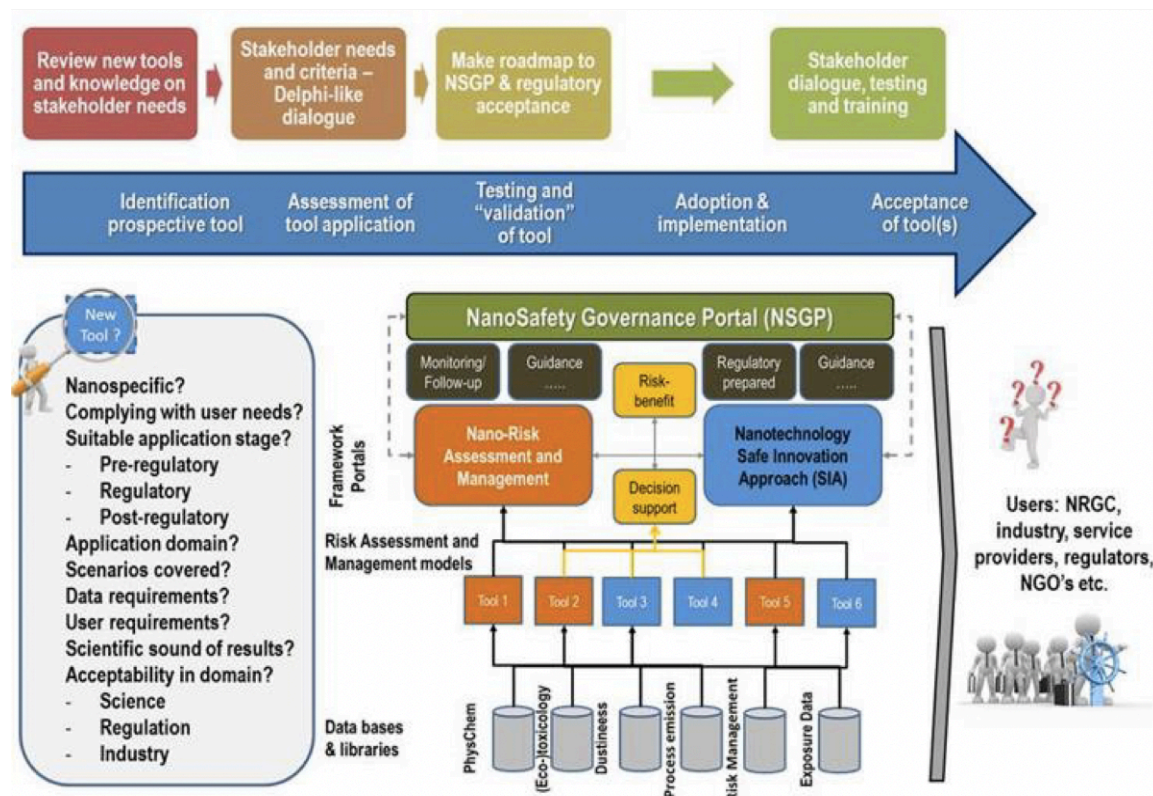 Review new tools
and knowledge on
stakeholder needs
Stakeholder needs
and criteria –
Delphi-like
dialogue
Make roadmap to
NSGP & regulatory
acceptance
Stakeholder
dialogue, testing
and training
Identification
prospective tool
Assessment of
tool application
Testing and
“validation”
of tool
Adoption &
implementation
Acceptance
of tool(s)
New
Tool ?
Nanospecific?
Complying with user needs?
Suitable application stage?
- Pre-regulatory
- Regulatory
- Post-regulatory
Application domain?
Scenarios covered?
Data requirements?
User requirements?
Scientific sound of results?
Acceptability in domain?
- Science
- Regulation
- Industry
NanoSafety Governance Portal (NSGP)
Monitoring/
Follow-up
Guidance
.....
Risk-
benefit
Regulatory
prepared
Guidance
.....
Framework
Portals
Nano-Risk
Assessment and
Management
Decision
support
Nanotechnology
Safe Innovation
Approach (SIA)
Risk Assessment and
Management models
Tool 1
Tool 2
Tool 3
Tool 4
Tool 5
Tool 6
Data bases
& libraries
PhysChem
(Eco-)toxicology
Dustineess
Process emission
Risk Management
Exposure Data
? ? ?
Users: NRGC,
industry, service
providers, regulators,
NGO’s etc.